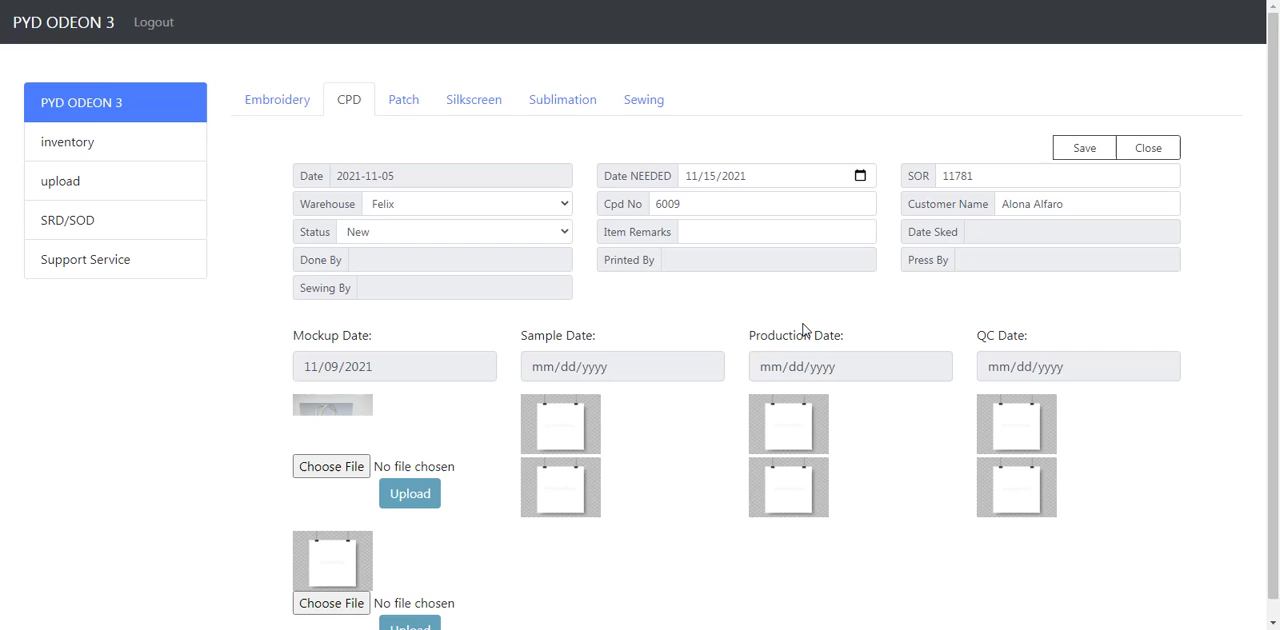 PYD ODEON 3 Logout
PYD ODEON 3
inventory
upload
SRD/SOD
Support Service
Embroidery CPD Patch Silkscreen Sublimation Sewing
Save Close
Date 2021-11-05 Date NEEDED 11/15/2021 SOR 11781
Warehouse Felix Cpd No 6009 Customer Name Alona Alfaro
Status New Item Remarks Date Sked
Done By Printed By Press By
Sewing By
Mockup Date: Sample Date: Production Date: QC Date:
11/09/2021 mm/dd/yyyy mm/dd/yyyy mm/dd/yyyy
Choose File No file chosen
Upload
Choose File No file chosen
Upload